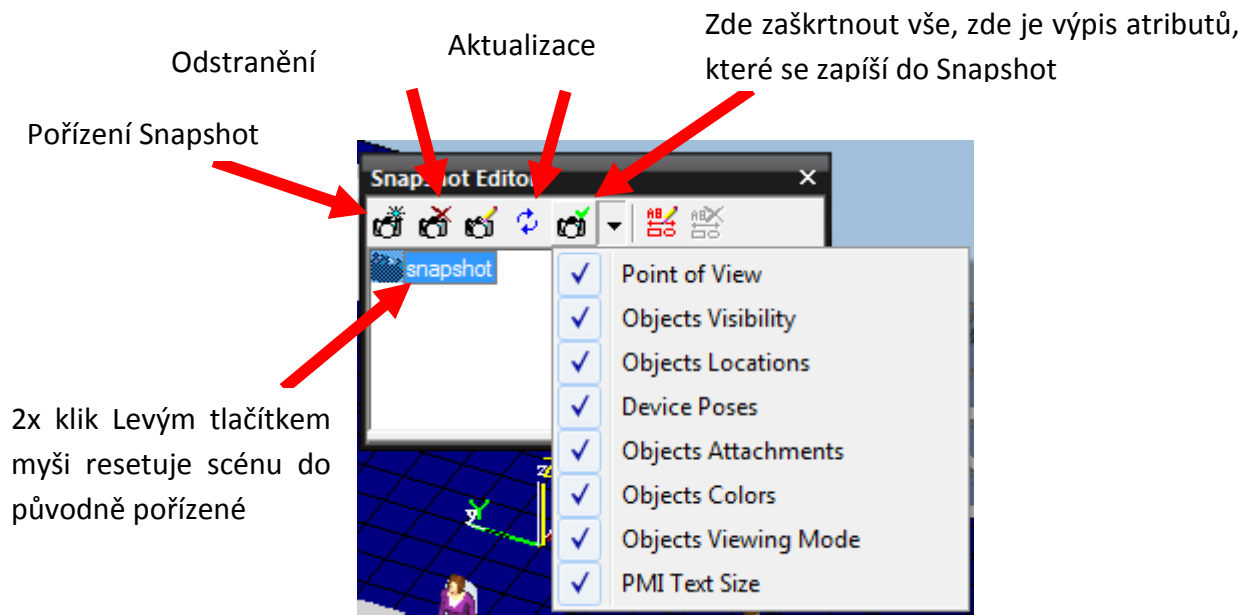 Zde zaškrtnout vše, zde je výpis atributů,
které se zapíší do Snapshot
Aktualizace
Odstranění
Pořízení Snapshot
Snapshot Editor
snapshot
Point of View
Objects Visibility
Objects Locations
Device Poses
Objects Attachments
Objects Colors
Objects Viewing Mode
PMI Text Size
2x klik Levým tlačítkem
myši resetuje scénu do
původně pořízené
z
Y